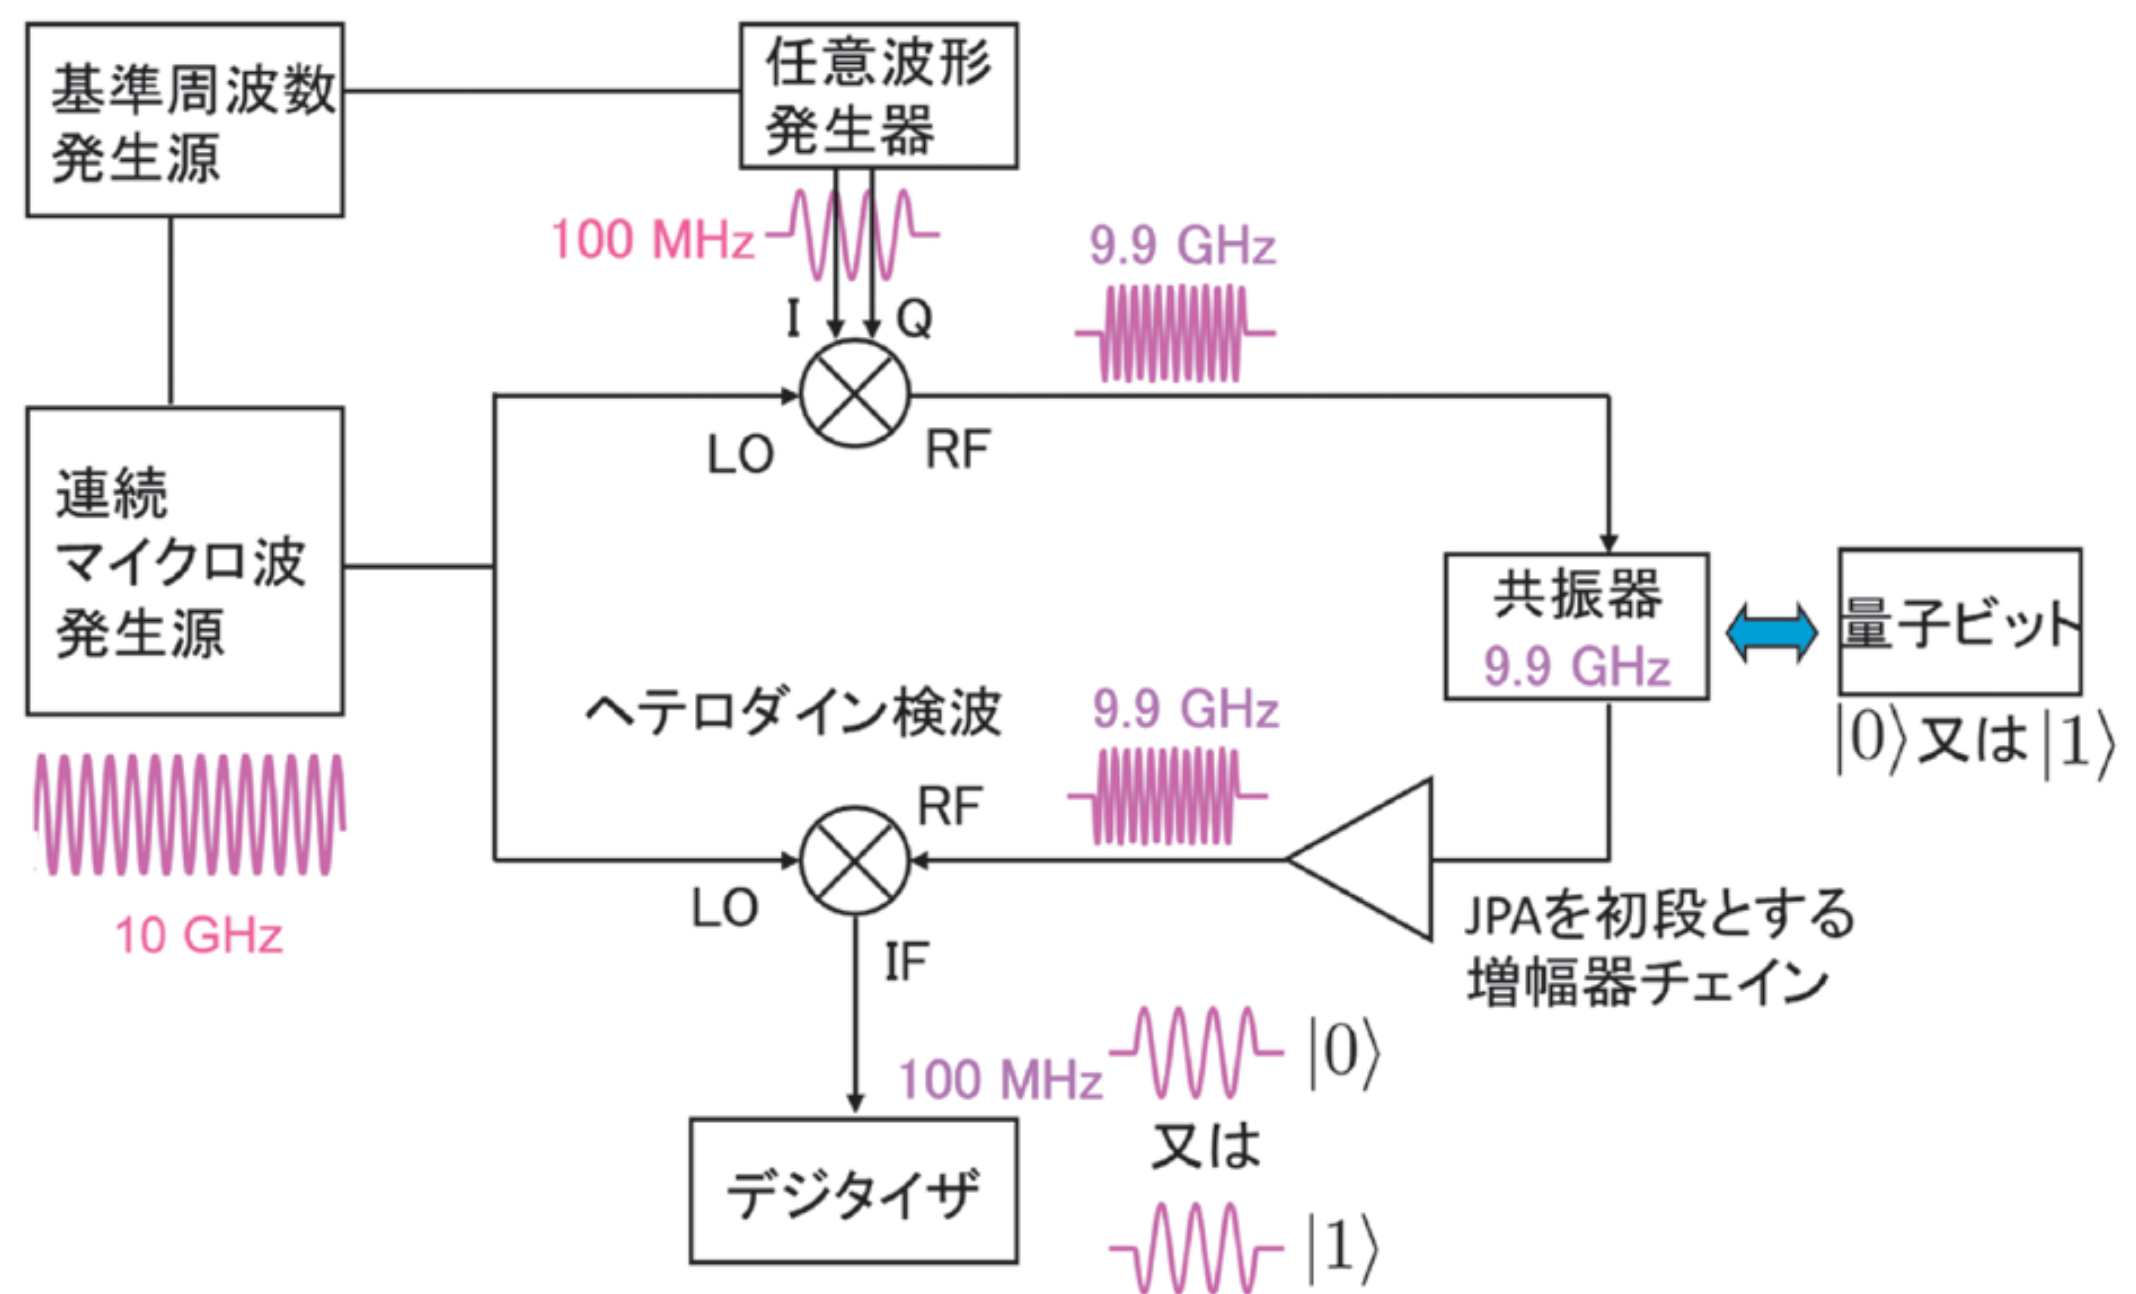 基準周波数
発生源
任意波形
発生器
100 MHz
I
Q
9.9 GHz
LO
RF
連続
マイクロ波
発生源
10 GHz
共振器
9.9 GHz
量子ビット
|0⟩又は|1⟩
ヘテロダイン検波
9.9 GHz
RF
LO
IF
JPAを初段とする
増幅器チェイン
100 MHz
|0⟩
又は
|1⟩
デジタイザ